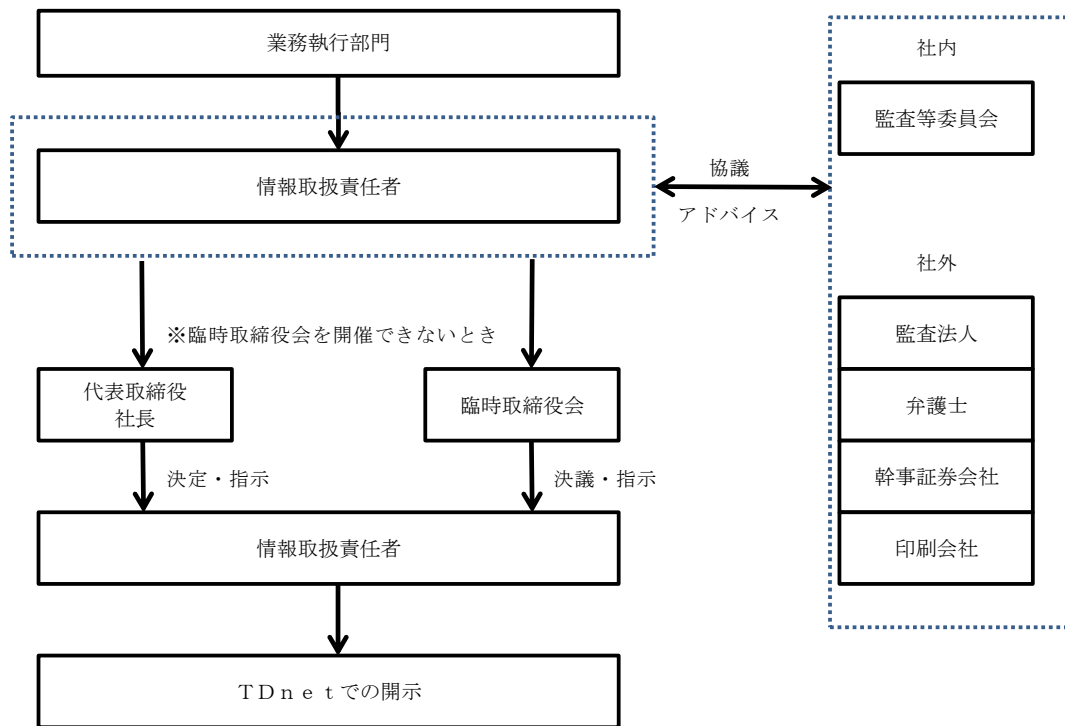 業務執行部門
情報取扱責任者
協議
アドバイス
※臨時取締役会を開催できないとき
代表取締役
社長
臨時取締役会
決定・指示
決議・指示
情報取扱責任者
ＴＤｎｅｔでの開示
社内
監査等委員会
社外
監査法人
弁護士
幹事証券会社
印刷会社